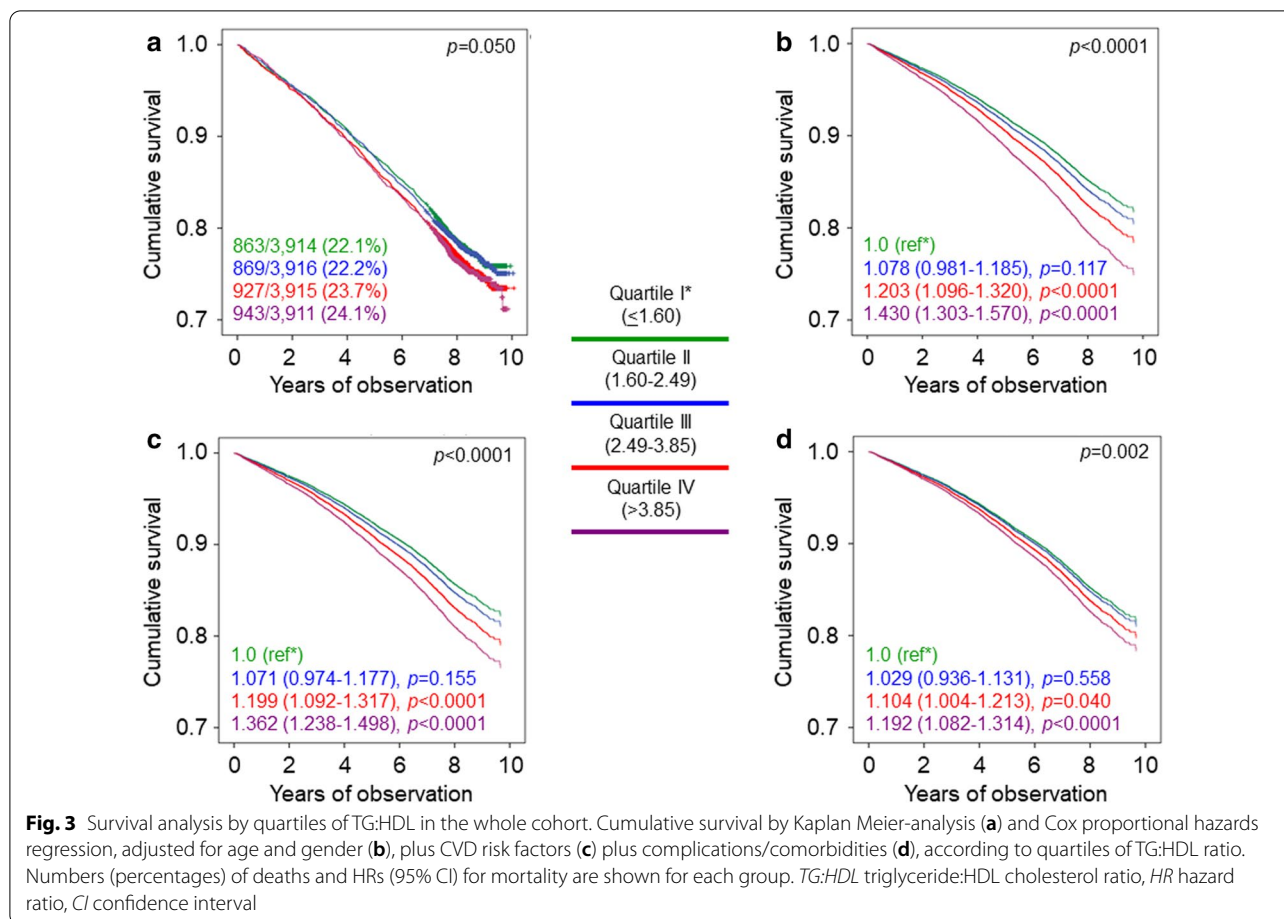 a
p=0.050
1.0
0.9
0.8
0.7
Cumulative survival
863/3,914 (22.1%)
869/3,916 (22.2%)
927/3,915 (23.7%)
943/3,911 (24.1%)
0 2 4 6 8 10
Years of observation
b
p<0.0001
1.0
0.9
0.8
0.7
Cumulative survival
1.0 (ref*)
1.078 (0.981-1.185), p=0.117
1.203 (1.096-1.320), p<0.0001
1.430 (1.303-1.570), p<0.0001
0 2 4 6 8 10
Years of observation
Quartile I*
(≤1.60)
Quartile II
(1.60-2.49)
Quartile III
(2.49-3.85)
Quartile IV
(>3.85)
c
p<0.0001
1.0
0.9
0.8
0.7
Cumulative survival
1.0 (ref*)
1.071 (0.974-1.177), p=0.155
1.199 (1.092-1.317), p<0.0001
1.362 (1.238-1.498), p<0.0001
0 2 4 6 8 10
Years of observation
d
p=0.002
1.0
0.9
0.8
0.7
Cumulative survival
1.0 (ref*)
1.029 (0.936-1.131), p=0.558
1.104 (1.004-1.213), p=0.040
1.192 (1.082-1.314), p<0.0001
0 2 4 6 8 10
Years of observation
Fig. 3 Survival analysis by quartiles of TG:HDL in the whole cohort. Cumulative survival by Kaplan Meier-analysis (a) and Cox proportional hazards
regression, adjusted for age and gender (b), plus CVD risk factors (c) plus complications/comorbidities (d), according to quartiles of TG:HDL ratio.
Numbers (percentages) of deaths and HRs (95% CI) for mortality are shown for each group. TG:HDL triglyceride:HDL cholesterol ratio, HR hazard
ratio, CI confidence interval